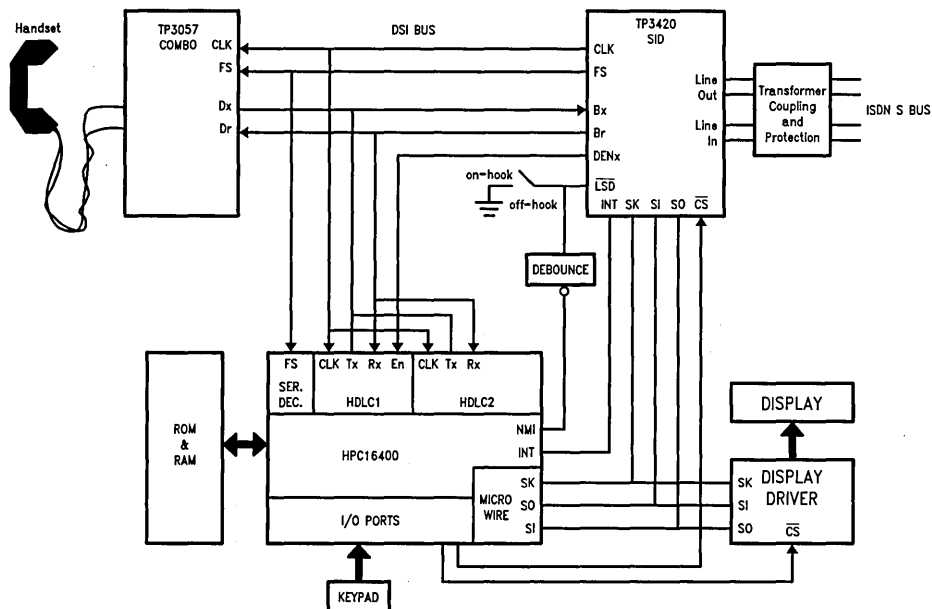 Handset
TP3057
COMBO
CLK
FS
Dx
Dr
DSI BUS
TP3420
SID
CLK
FS
Bx
Br
DENx
LSD
INT SK SI SO CS
Line
Out
Line
In
Transformer
Coupling
and
Protection
ISDN S BUS
on-hook
off-hook
DEBOUNCE
ROM
&
RAM
FS
SER.
DEC.
CLK Tx Rx En
HDLC1
CLK Tx Rx
HDLC2
NMI
INT
HPC16400
SK
SO
SI
MICRO
WIRE
I/O PORTS
KEYPAD
DISPLAY
DISPLAY
DRIVER
SK
SI
SO
CS